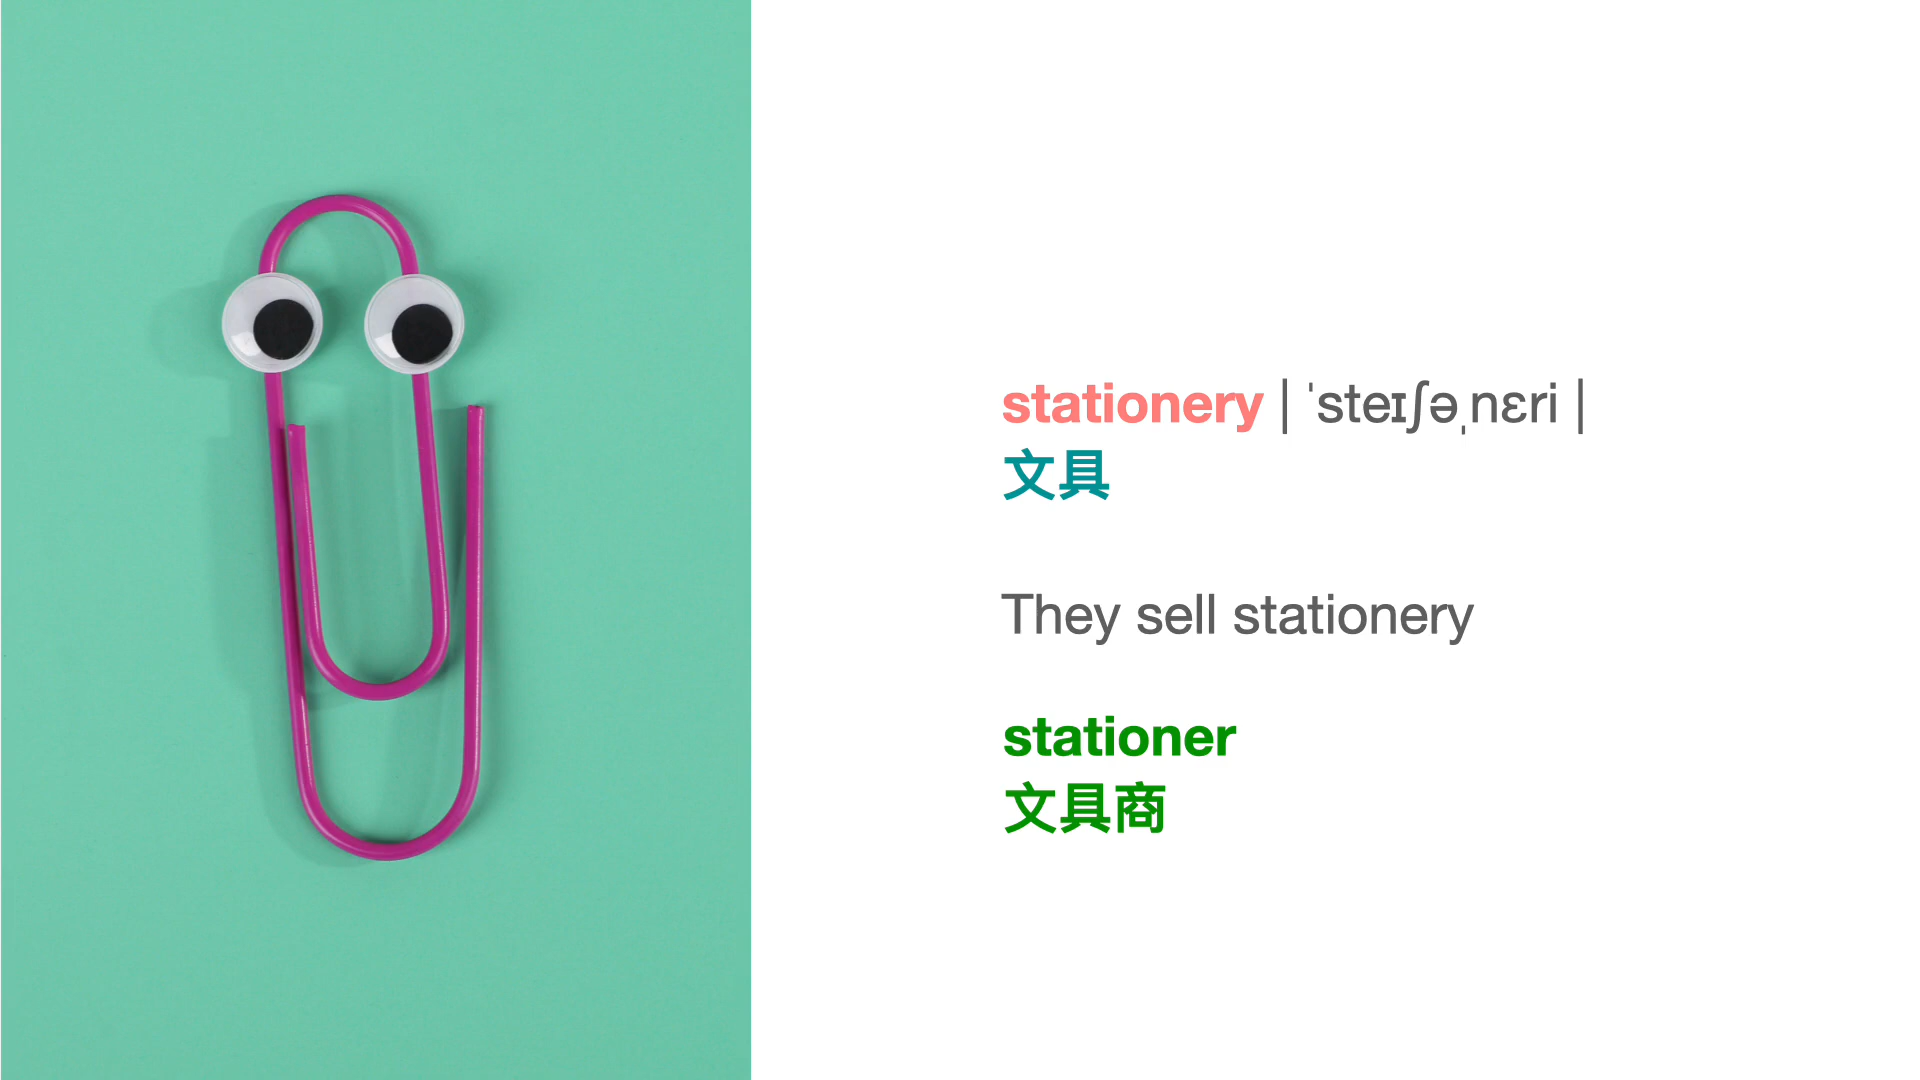 stationery | ˈsteɪʃəˌnɛri |
文具
They sell stationery
stationer
文具商